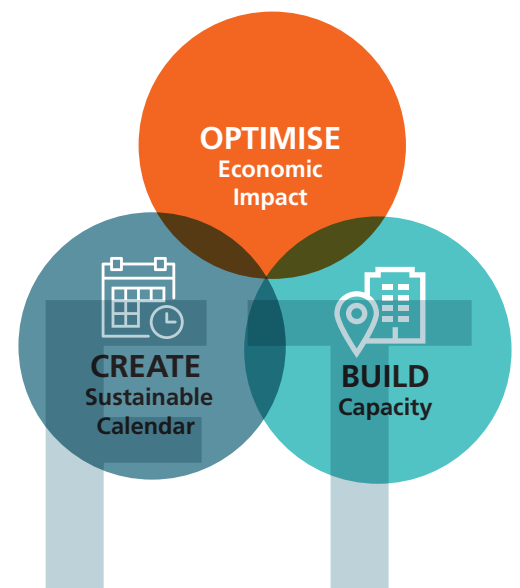 OPTIMISE
Economic
Impact
CREATE
Sustainable
Calendar
BUILD
Capacity